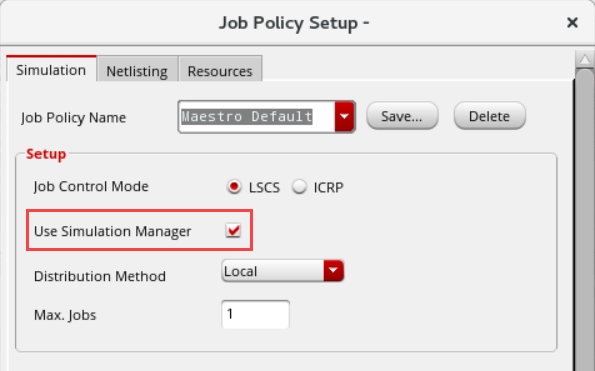 Job Policy Setup -
Simulation Netlisting Resources
Job Policy Name Maestro Default Save... Delete
Setup
Job Control Mode LSCS ICRP
Use Simulation Manager
Distribution Method Local
Max. Jobs 1